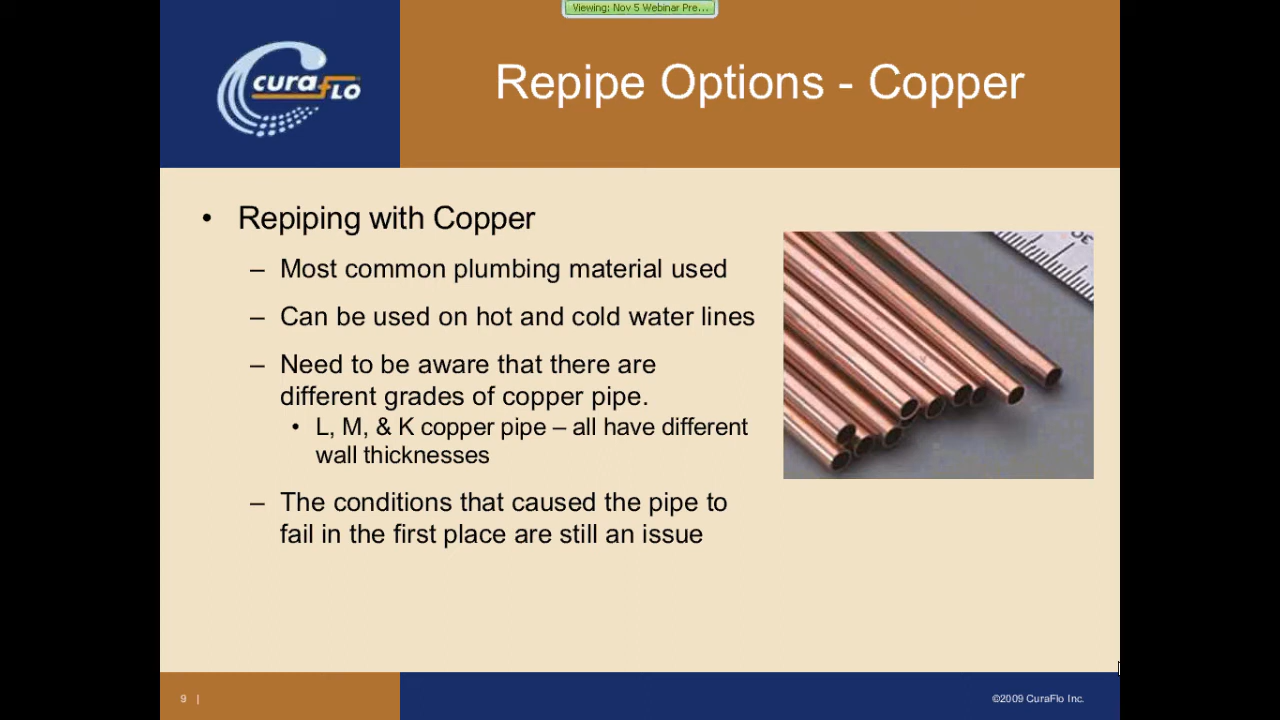 Viewing: Nov 5 Webinar Pre...
curaFLO
Repipe Options - Copper
• Repiping with Copper
– Most common plumbing material used
– Can be used on hot and cold water lines
– Need to be aware that there are
different grades of copper pipe.
• L, M, & K copper pipe – all have different
wall thicknesses
– The conditions that caused the pipe to
fail in the first place are still an issue
30
9 |
©2009 CuraFlo Inc.